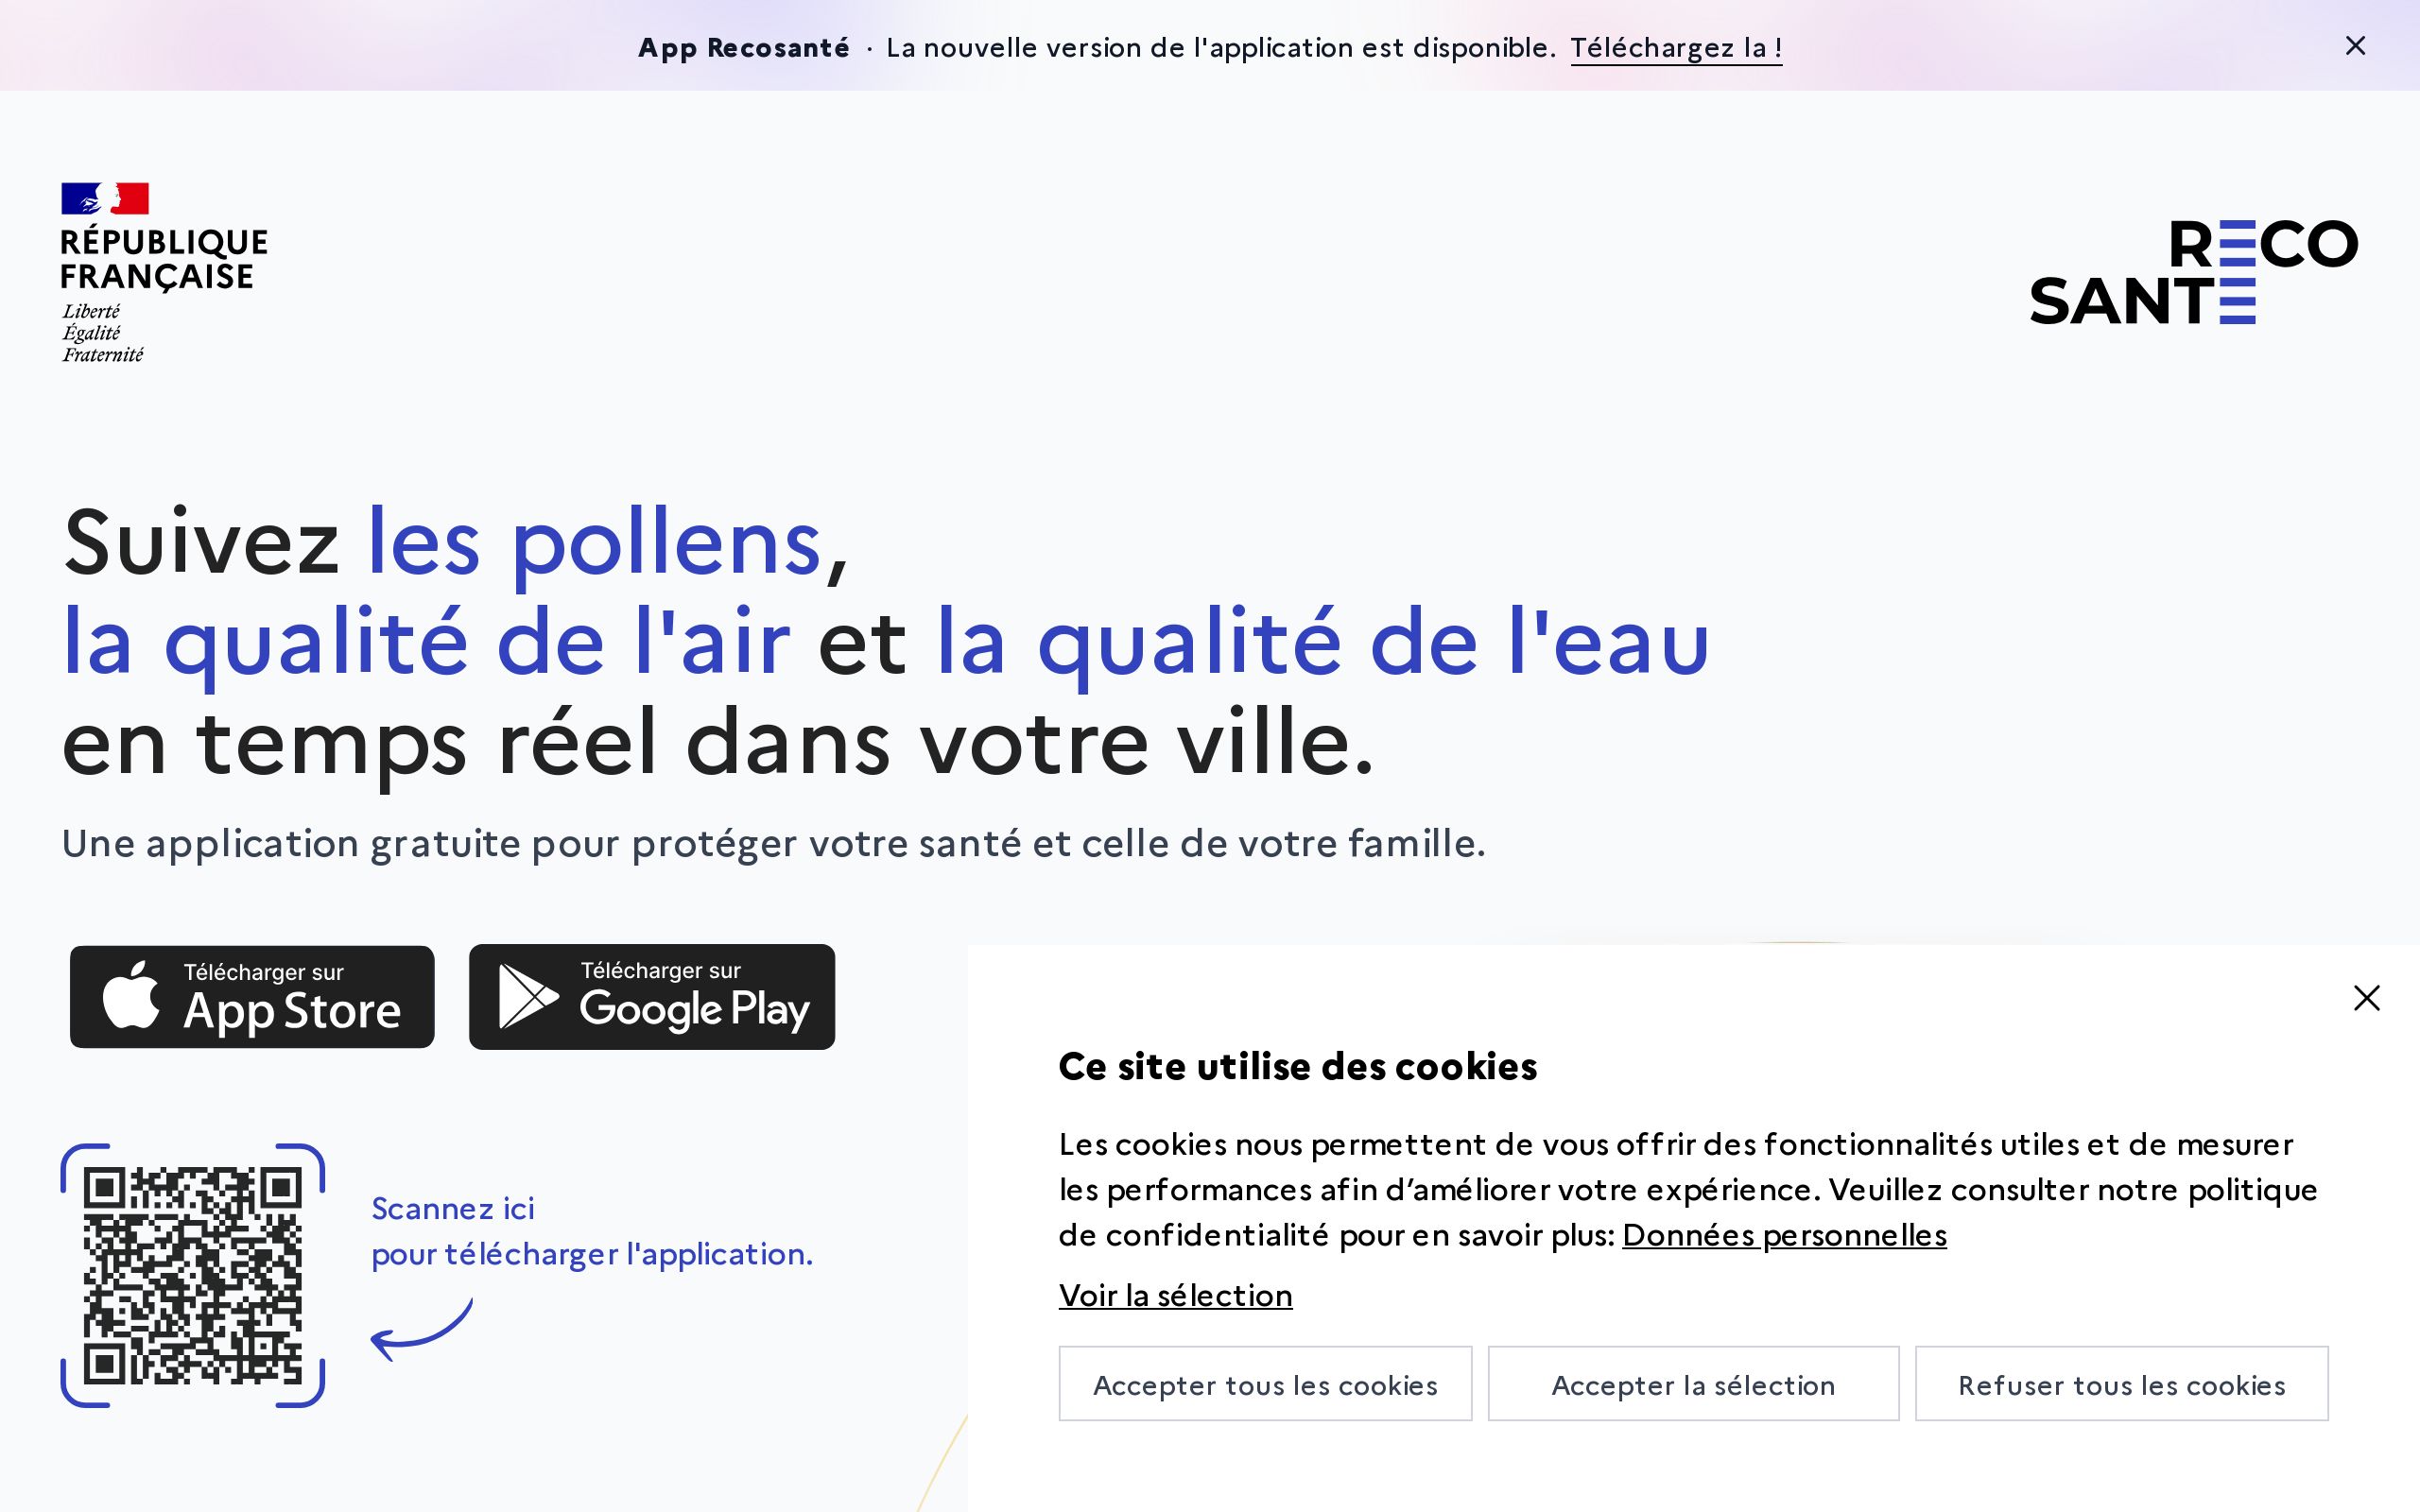 App Recosanté · La nouvelle version de l'application est disponible. Téléchargez la !
RÉPUBLIQUE
FRANÇAISE
Liberté
Égalité
Fraternité
RECO
SANTE
Suivez les pollens,
la qualité de l'air et la qualité de l'eau
en temps réel dans votre ville.
Une application gratuite pour protéger votre santé et celle de votre famille.
Télécharger sur
App Store
Télécharger sur
Google Play
Scannez ici
pour télécharger l'application.
Ce site utilise des cookies
Les cookies nous permettent de vous offrir des fonctionnalités utiles et de mesurer
les performances afin d’améliorer votre expérience. Veuillez consulter notre politique
de confidentialité pour en savoir plus: Données personnelles
Voir la sélection
Accepter tous les cookies
Accepter la sélection
Refuser tous les cookies